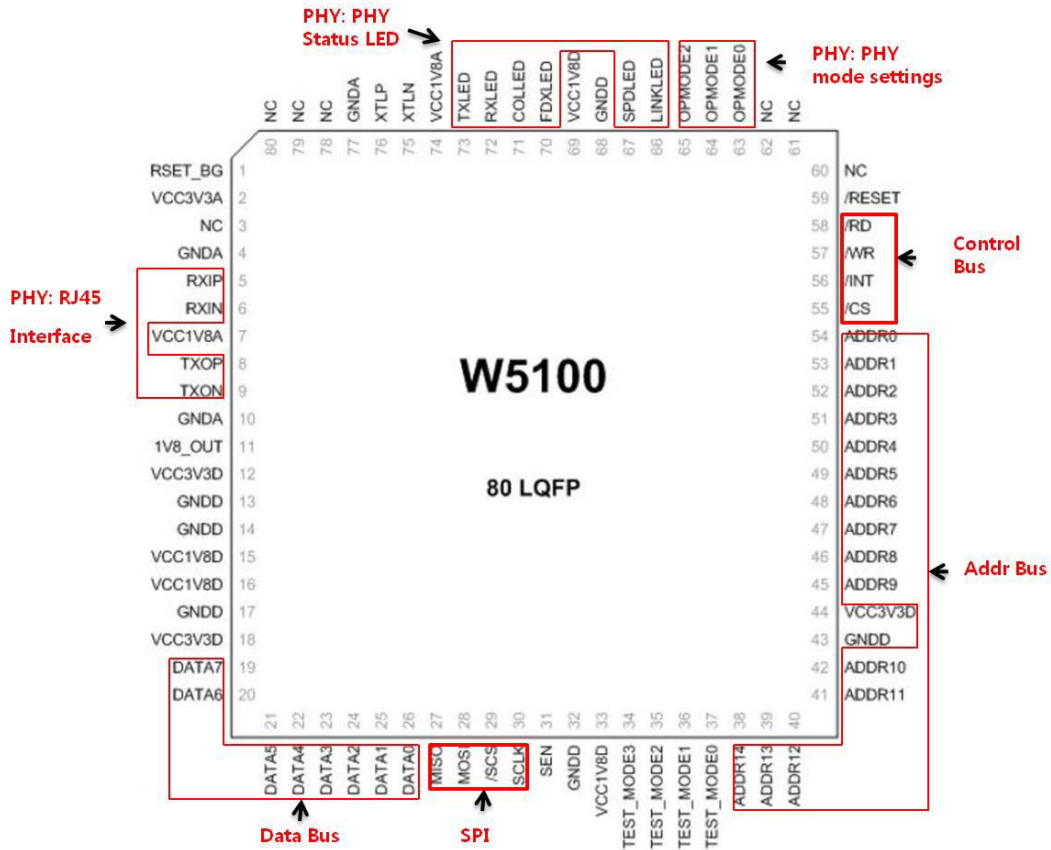 PHY: PHY
Status LED
PHY: PHY
mode settings
NC
NC
NC
GNDA
XTLP
XTLN
VCC1V8A
TXLED
RXLED
COLLED
FDXLED
VCC1V8D
GNDD
SPDLED
LINKLED
OPMODE2
OPMODE1
OPMODE0
NC
NC
80 79 78 77 76 75 74 73 72 71 70 69 68 67 66 65 64 63 62 61
RSET_BG 1
VCC3V3A 2
NC 3
GNDA 4
RXIP 5
RXIN 6
VCC1V8A 7
TXOP 8
TXON 9
GNDA 10
1V8_OUT 11
VCC3V3D 12
GNDD 13
GNDD 14
VCC1V8D 15
VCC1V8D 16
GNDD 17
VCC3V3D 18
DATA7 19
DATA6 20
PHY: RJ45
Interface
W5100
80 LQFP
60 NC
59 /RESET
58 /RD
57 /WR
56 /INT
55 /CS
54 ADDR0
53 ADDR1
52 ADDR2
51 ADDR3
50 ADDR4
49 ADDR5
48 ADDR6
47 ADDR7
46 ADDR8
45 ADDR9
44 VCC3V3D
43 GNDD
42 ADDR10
41 ADDR11
Control
Bus
Addr Bus
21 22 23 24 25 26 27 28 29 30 31 32 33 34 35 36 37 38 39 40
DATA5
DATA4
DATA3
DATA2
DATA1
DATA0
MISO
MOSI
/SCS
SCLK
SEN
GNDD
VCC1V8D
TEST_MODE3
TEST_MODE2
TEST_MODE1
TEST_MODE0
ADDR14
ADDR13
ADDR12
Data Bus
SPI